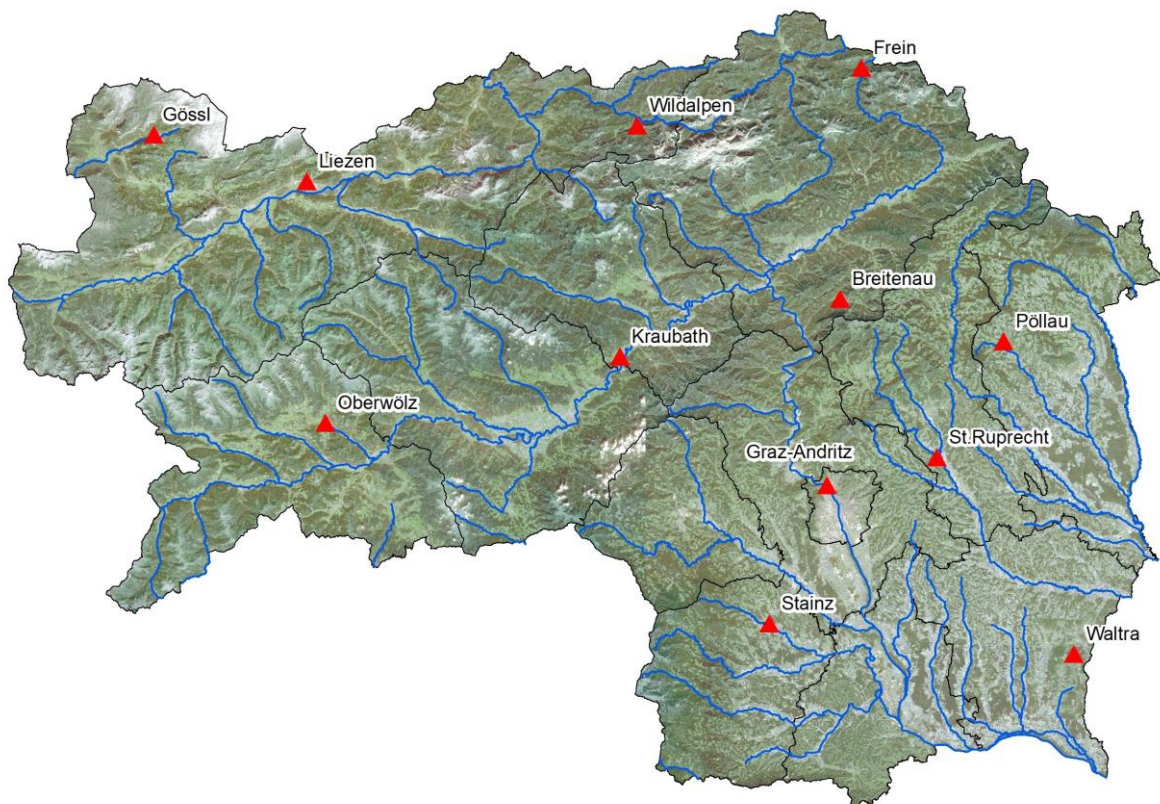 Frein
Wildalpen
Gössl
Liezen
Breitenau
Pöllau
Kraubath
Oberwölz
St.Ruprecht
Graz-Andritz
Stainz
Waltra